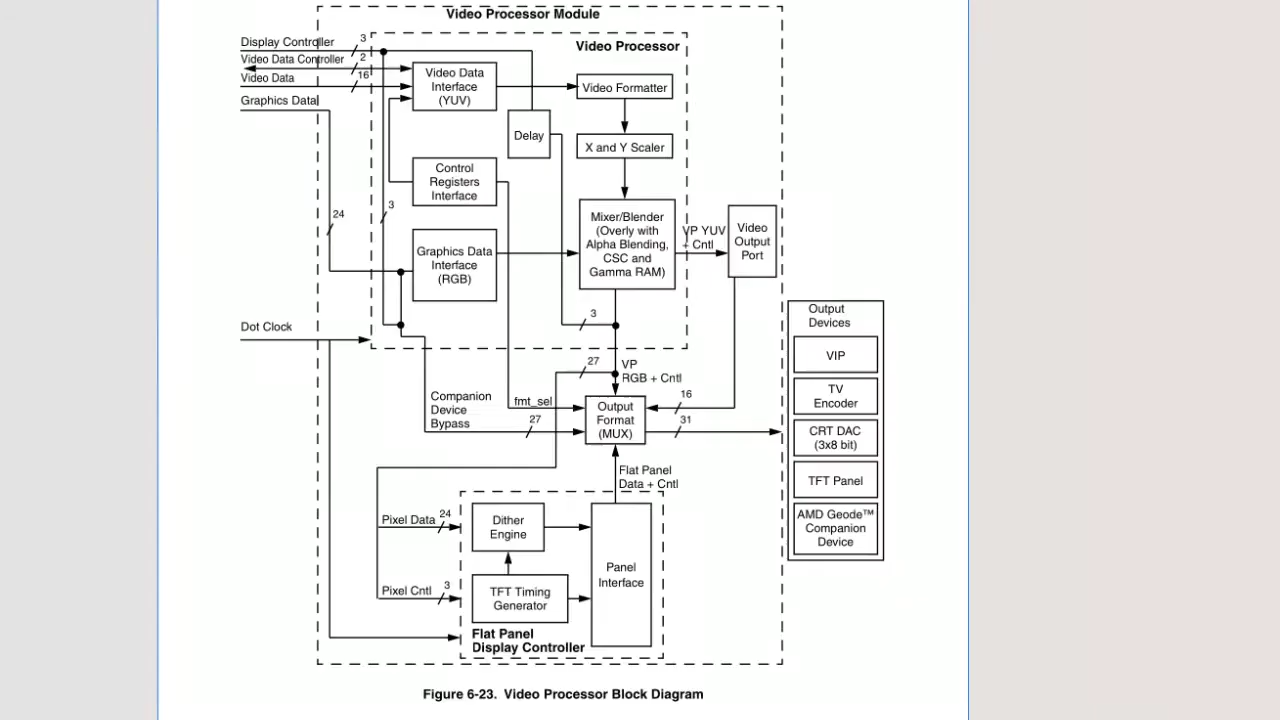 Video Processor Module
Display Controller
3
Video Processor
Video Data Controller
2
Video Data
16
Graphics Data
Video Data
Interface
(YUV)
Video Formatter
Delay
X and Y Scaler
Control
Registers
Interface
24
3
Mixer/Blender
(Overly with
Alpha Blending,
CSC and
Gamma RAM)
VP YUV
+ Cntl
Video
Output
Port
Graphics Data
Interface
(RGB)
3
Dot Clock
Output
Devices
VIP
TV
Encoder
CRT DAC
(3x8 bit)
TFT Panel
AMD Geode™
Companion
Device
27
VP
RGB + Cntl
Companion
Device
Bypass
fmt_sel
27
Output
Format
(MUX)
16
31
Flat Panel
Data + Cntl
Pixel Data
24
Dither
Engine
Panel
Interface
Pixel Cntl
3
TFT Timing
Generator
Flat Panel
Display Controller
Figure 6-23. Video Processor Block Diagram